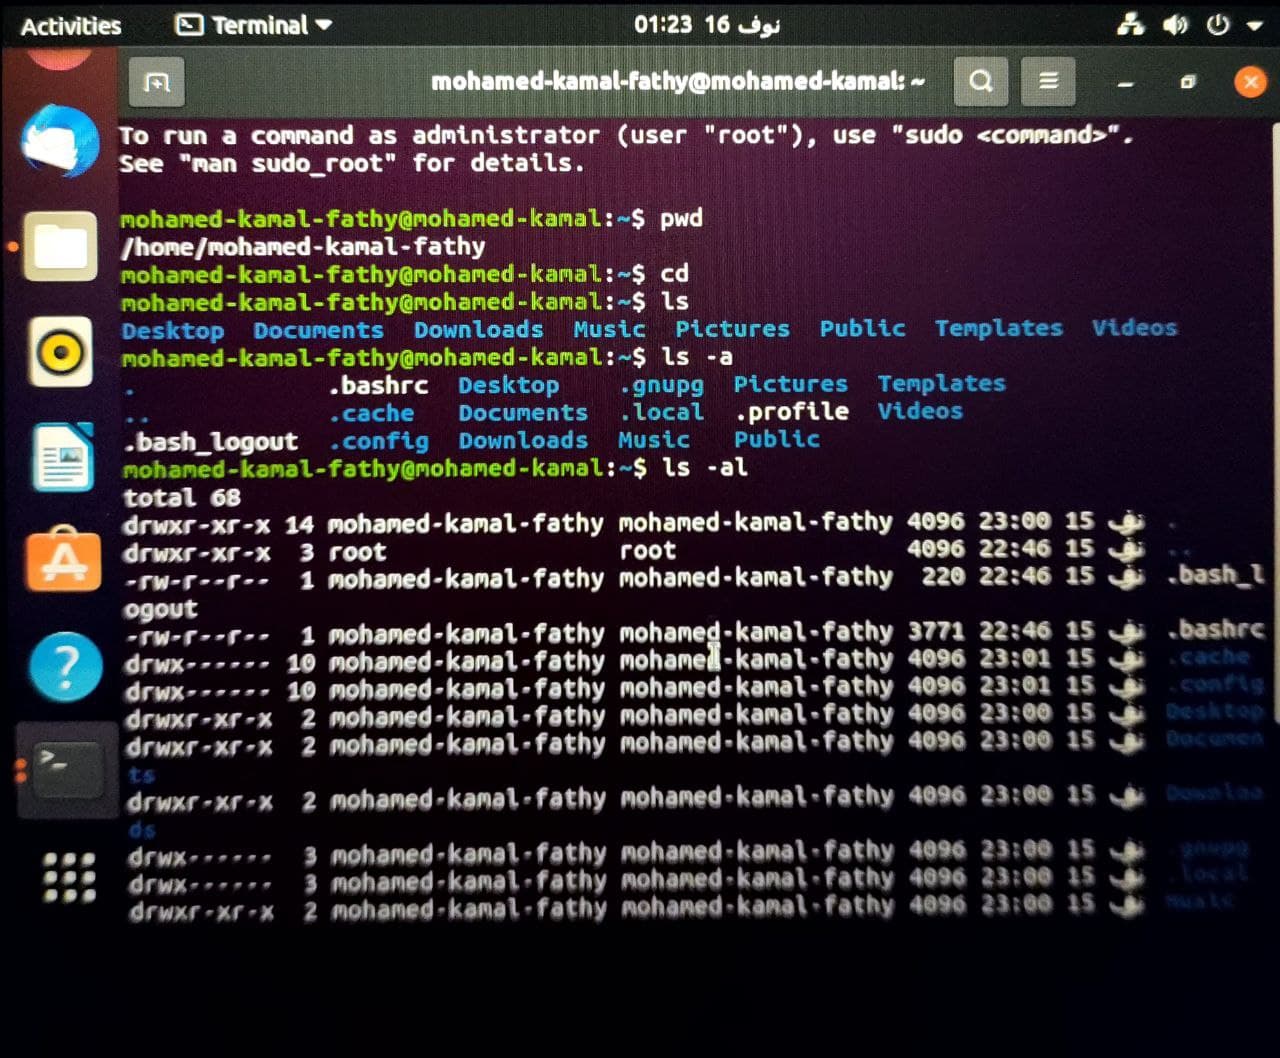 Activities Terminal 01:23 16 نوف
mohamed-kamal-fathy@mohamed-kamal: ~
To run a command as administrator (user "root"), use "sudo <command>".
See "man sudo_root" for details.
mohamed-kamal-fathy@mohamed-kamal:~$ pwd
/home/mohamed-kamal-fathy
mohamed-kamal-fathy@mohamed-kamal:~$ cd
mohamed-kamal-fathy@mohamed-kamal:~$ ls
Desktop Documents Downloads Music Pictures Public Templates Videos
mohamed-kamal-fathy@mohamed-kamal:~$ ls -a
. .bashrc Desktop .gnupg Pictures Templates
.. .cache Documents .local .profile Videos
.bash_logout .config Downloads Music Public
mohamed-kamal-fathy@mohamed-kamal:~$ ls -al
total 68
drwxr-xr-x 14 mohamed-kamal-fathy mohamed-kamal-fathy 4096 23:00 15 نوف .
drwxr-xr-x 3 root root 4096 22:46 15 نوف ..
-rw-r--r-- 1 mohamed-kamal-fathy mohamed-kamal-fathy 220 22:46 15 نوف .bash_l
ogout
-rw-r--r-- 1 mohamed-kamal-fathy mohamed-kamal-fathy 3771 22:46 15 نوف .bashrc
drwx------ 10 mohamed-kamal-fathy mohamed-kamal-fathy 4096 23:01 15 نوف .cache
drwx------ 10 mohamed-kamal-fathy mohamed-kamal-fathy 4096 23:01 15 نوف .config
drwxr-xr-x 2 mohamed-kamal-fathy mohamed-kamal-fathy 4096 23:00 15 نوف Desktop
drwxr-xr-x 2 mohamed-kamal-fathy mohamed-kamal-fathy 4096 23:00 15 نوف Documen
ts
drwxr-xr-x 2 mohamed-kamal-fathy mohamed-kamal-fathy 4096 23:00 15 نوف Downloa
ds
drwx------ 3 mohamed-kamal-fathy mohamed-kamal-fathy 4096 23:00 15 نوف .gnupg
drwx------ 3 mohamed-kamal-fathy mohamed-kamal-fathy 4096 23:00 15 نوف .local
drwxr-xr-x 2 mohamed-kamal-fathy mohamed-kamal-fathy 4096 23:00 15 نوف Music